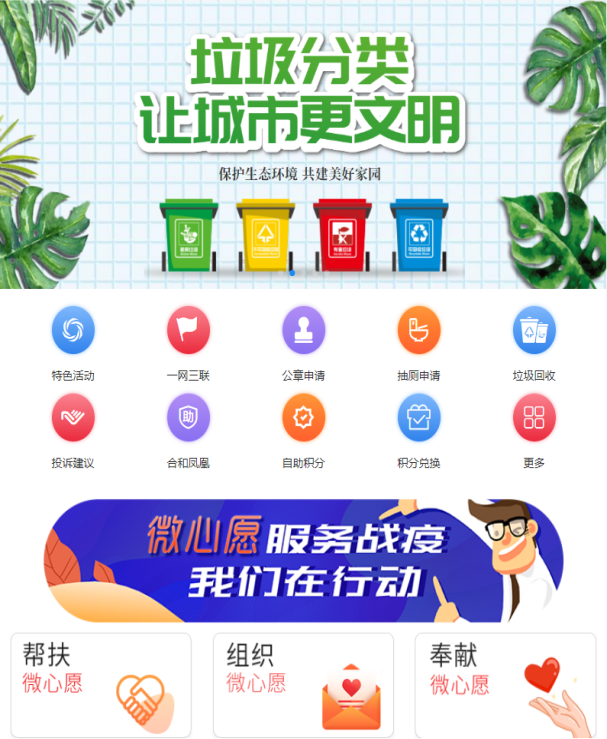 垃圾分类
让城市更文明
保护生态环境 共建美好家园
特色活动
一网三联
公章申请
抽厕申请
垃圾回收
投诉建议
助
合和凤凰
自助积分
积分兑换
更多
微心愿 服务战疫
我们在行动
帮扶
微心愿
组织
微心愿
奉献
微心愿